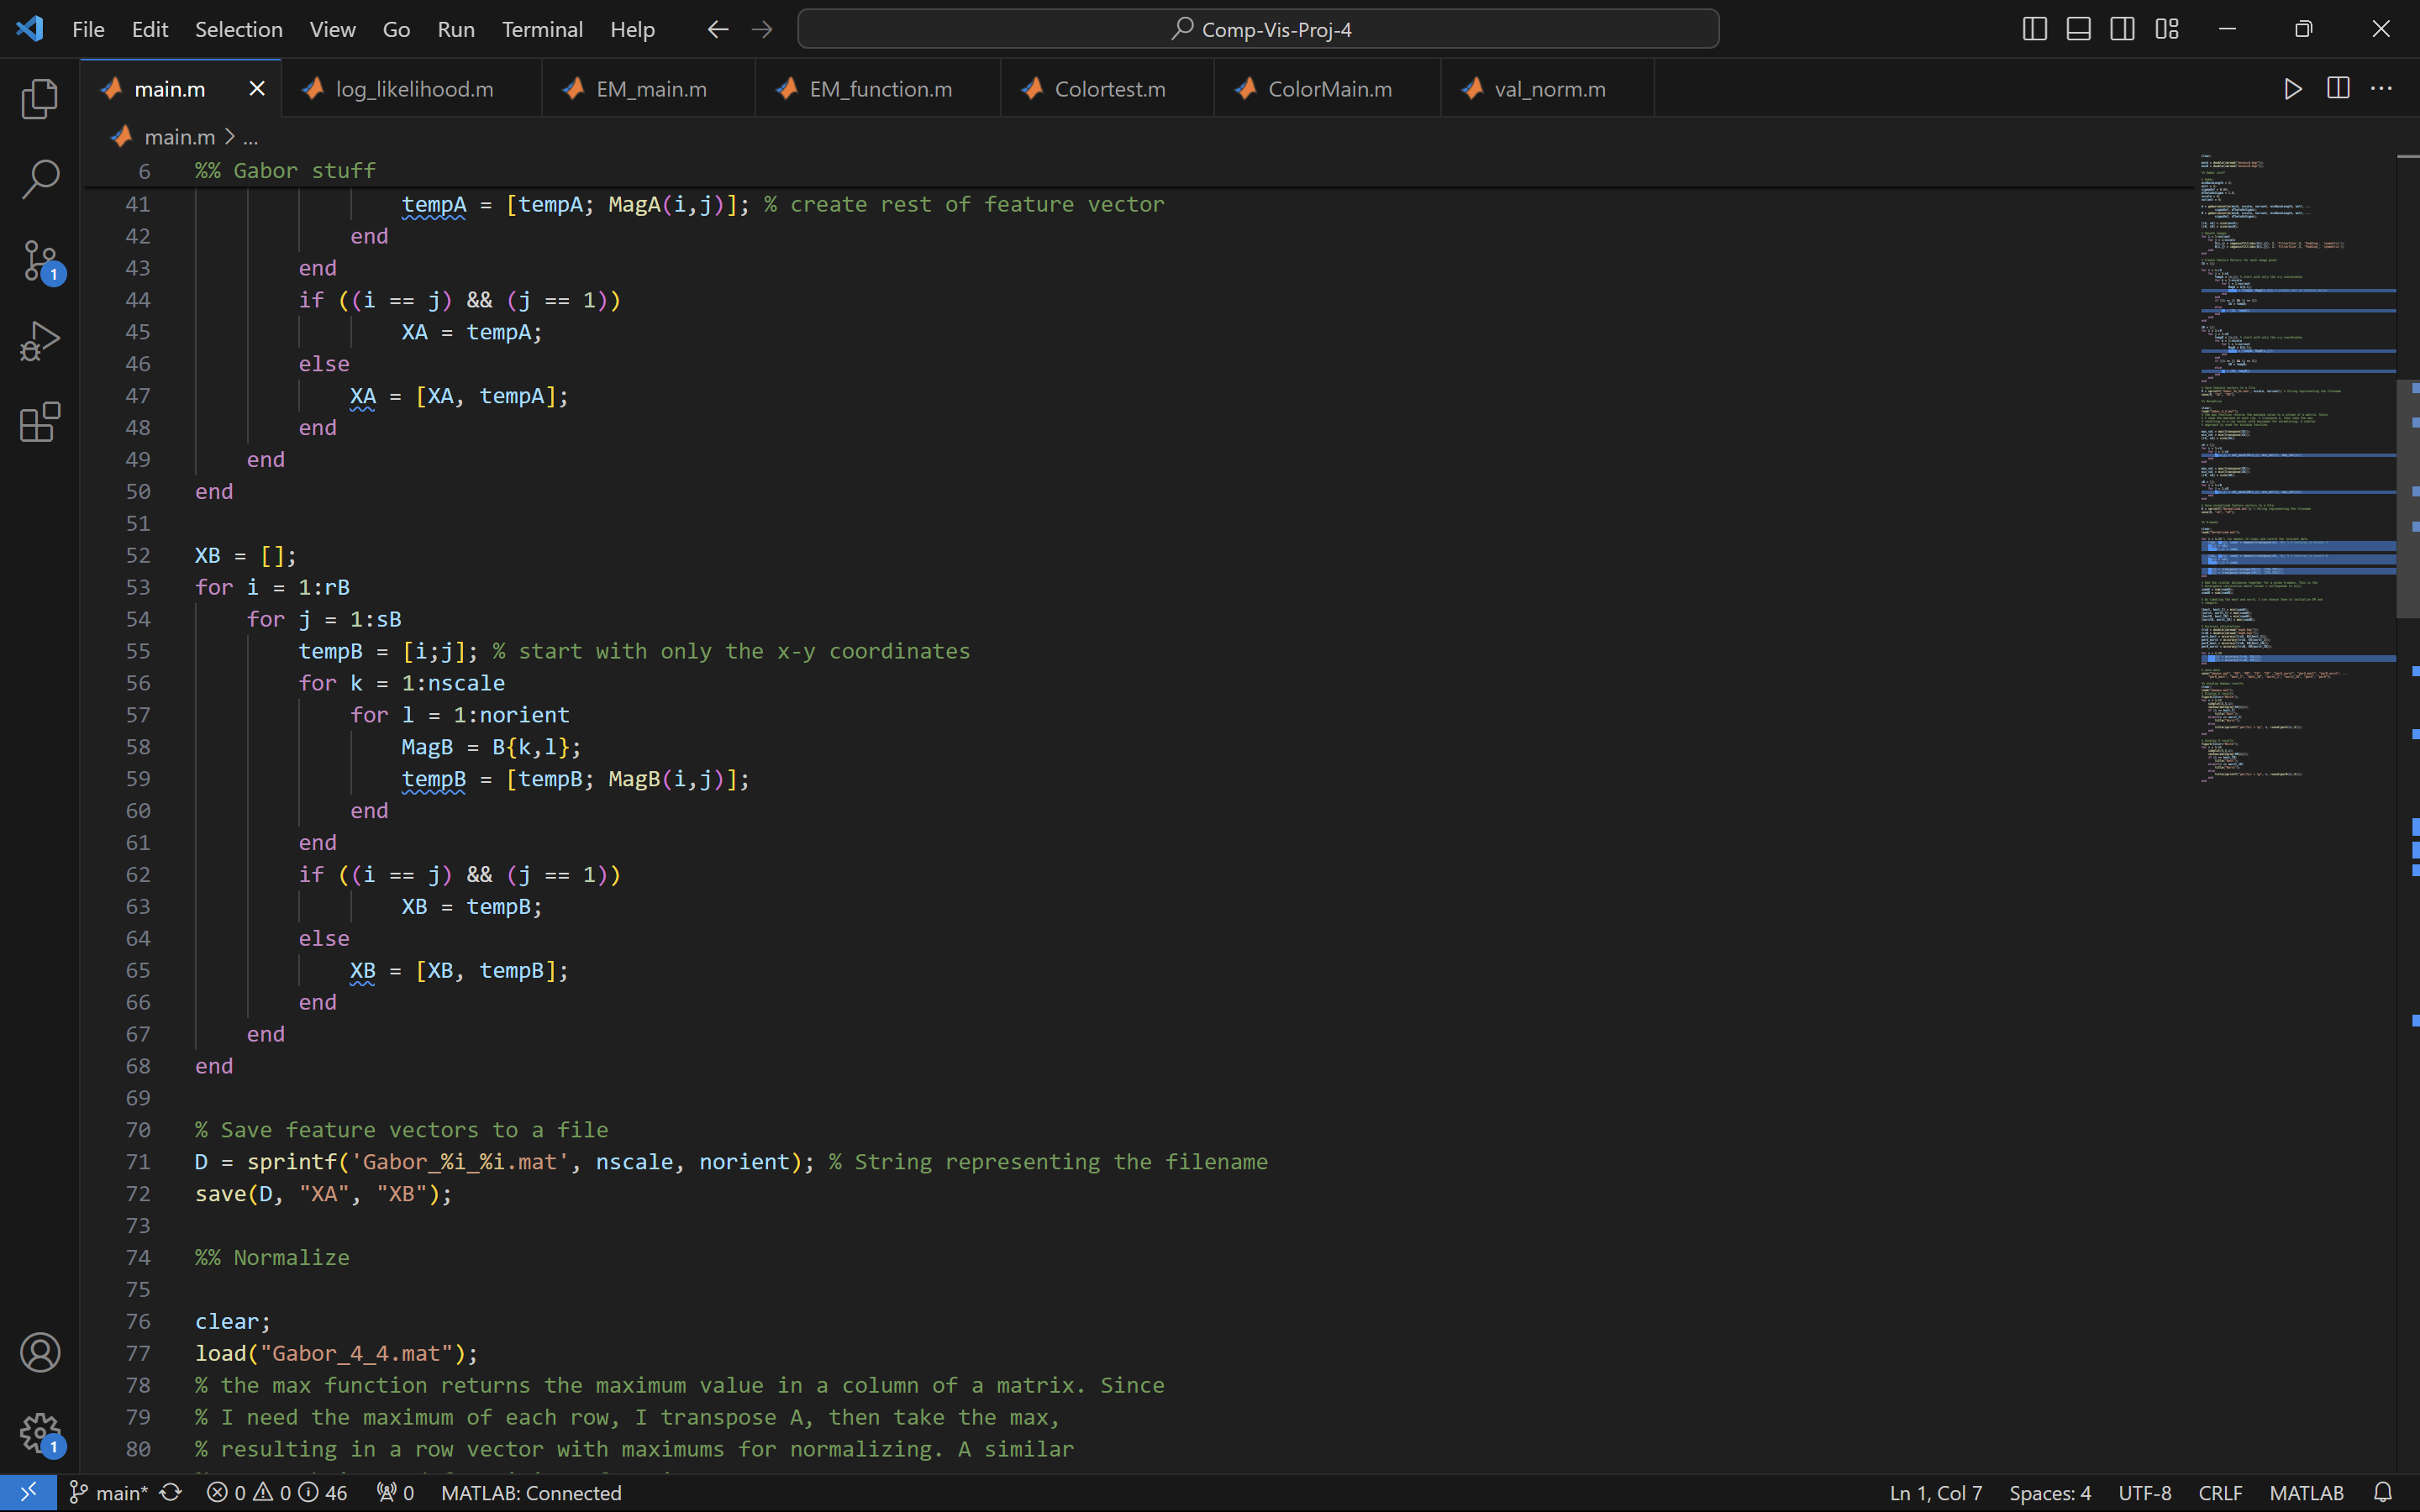 File Edit Selection View Go Run Terminal Help
Comp-Vis-Proj-4
main.m log_likelihood.m EM_main.m EM_function.m Colortest.m ColorMain.m val_norm.m
main.m > ...
6 %% Gabor stuff
41 tempA = [tempA; MagA(i,j)]; % create rest of feature vector
42 end
43 end
44 if ((i == j) && (j == 1))
45 XA = tempA;
46 else
47 XA = [XA, tempA];
48 end
49 end
50 end
51
52 XB = [];
53 for i = 1:rB
54 for j = 1:sB
55 tempB = [i;j]; % start with only the x-y coordinates
56 for k = 1:nscale
57 for l = 1:norient
58 MagB = B{k,l};
59 tempB = [tempB; MagB(i,j)];
60 end
61 end
62 if ((i == j) && (j == 1))
63 XB = tempB;
64 else
65 XB = [XB, tempB];
66 end
67 end
68 end
69
70 % Save feature vectors to a file
71 D = sprintf('Gabor_%i_%i.mat', nscale, norient); % String representing the filename
72 save(D, "XA", "XB");
73
74 %% Normalize
75
76 clear;
77 load("Gabor_4_4.mat");
78 % the max function returns the maximum value in a column of a matrix. Since
79 % I need the maximum of each row, I transpose A, then take the max,
80 % resulting in a row vector with maximums for normalizing. A similar
1
1
main* 0 0 46 0 MATLAB: Connected Ln 1, Col 7 Spaces: 4 UTF-8 CRLF MATLAB